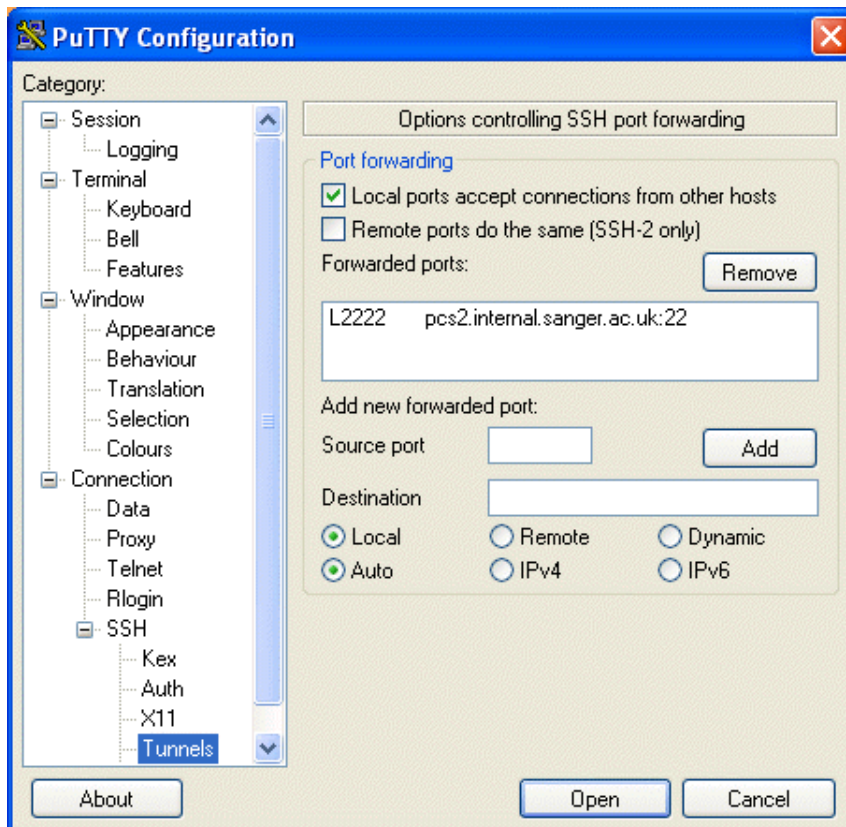 PuTTY Configuration
Category:
Session
Logging
Terminal
Keyboard
Bell
Features
Window
Appearance
Behaviour
Translation
Selection
Colours
Connection
Data
Proxy
Telnet
Rlogin
SSH
Kex
Auth
X11
Tunnels
Options controlling SSH port forwarding
Port forwarding
Local ports accept connections from other hosts
Remote ports do the same (SSH-2 only)
Forwarded ports:
Remove
L2222 pcs2.internal.sanger.ac.uk:22
Add new forwarded port:
Source port
Add
Destination
Local Remote Dynamic
Auto IPv4 IPv6
About Open Cancel